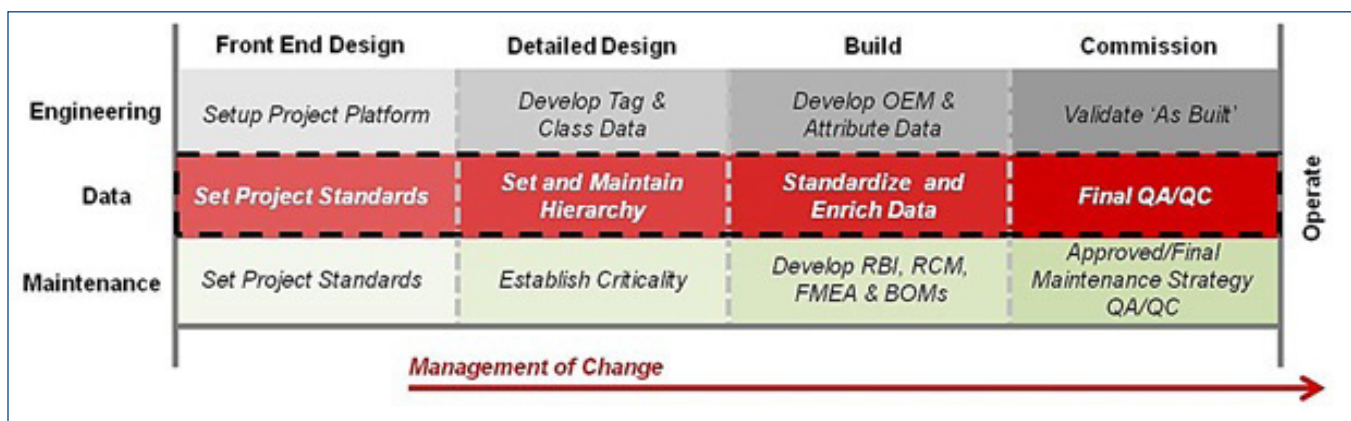 Front End Design Detailed Design Build Commission
Engineering
Setup Project Platform
Develop Tag &
Class Data
Develop OEM &
Attribute Data
Validate 'As Built'
Data
Set Project Standards
Set and Maintain
Hierarchy
Standardize and
Enrich Data
Final QA/QC
Maintenance
Set Project Standards
Establish Criticality
Develop RBI, RCM,
FMEA & BOMs
Approved/Final
Maintenance Strategy
QA/QC
Operate
Management of Change